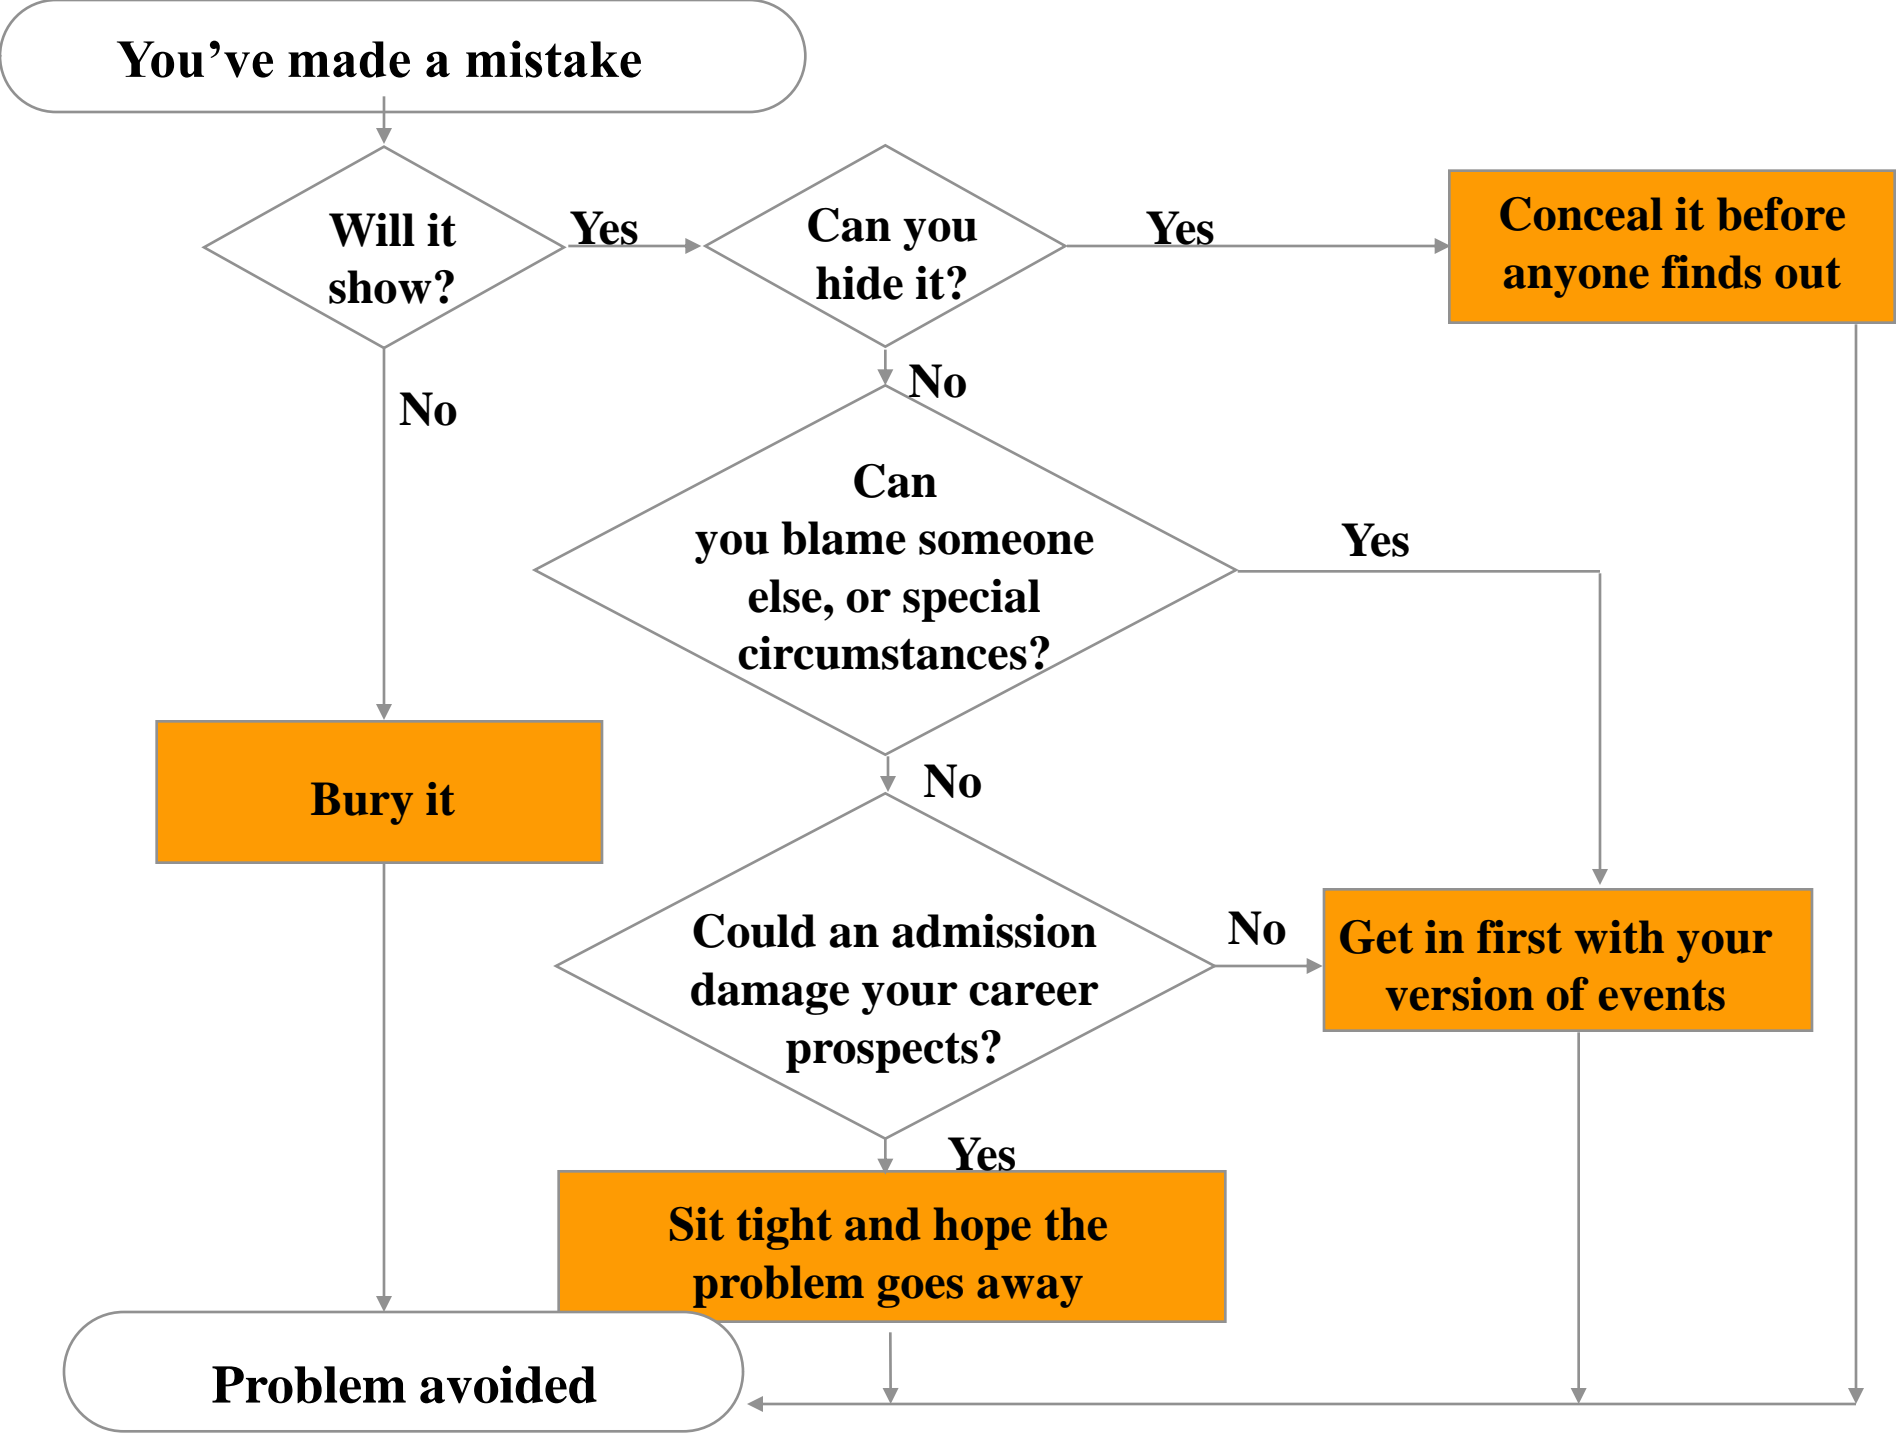 You’ve made a mistake
Will it
show?
Yes
Can you
hide it?
Yes
Conceal it before
anyone finds out
No
No
Can
you blame someone
else, or special
circumstances?
Yes
Bury it
No
Could an admission
damage your career
prospects?
No
Get in first with your
version of events
Yes
Sit tight and hope the
problem goes away
Problem avoided